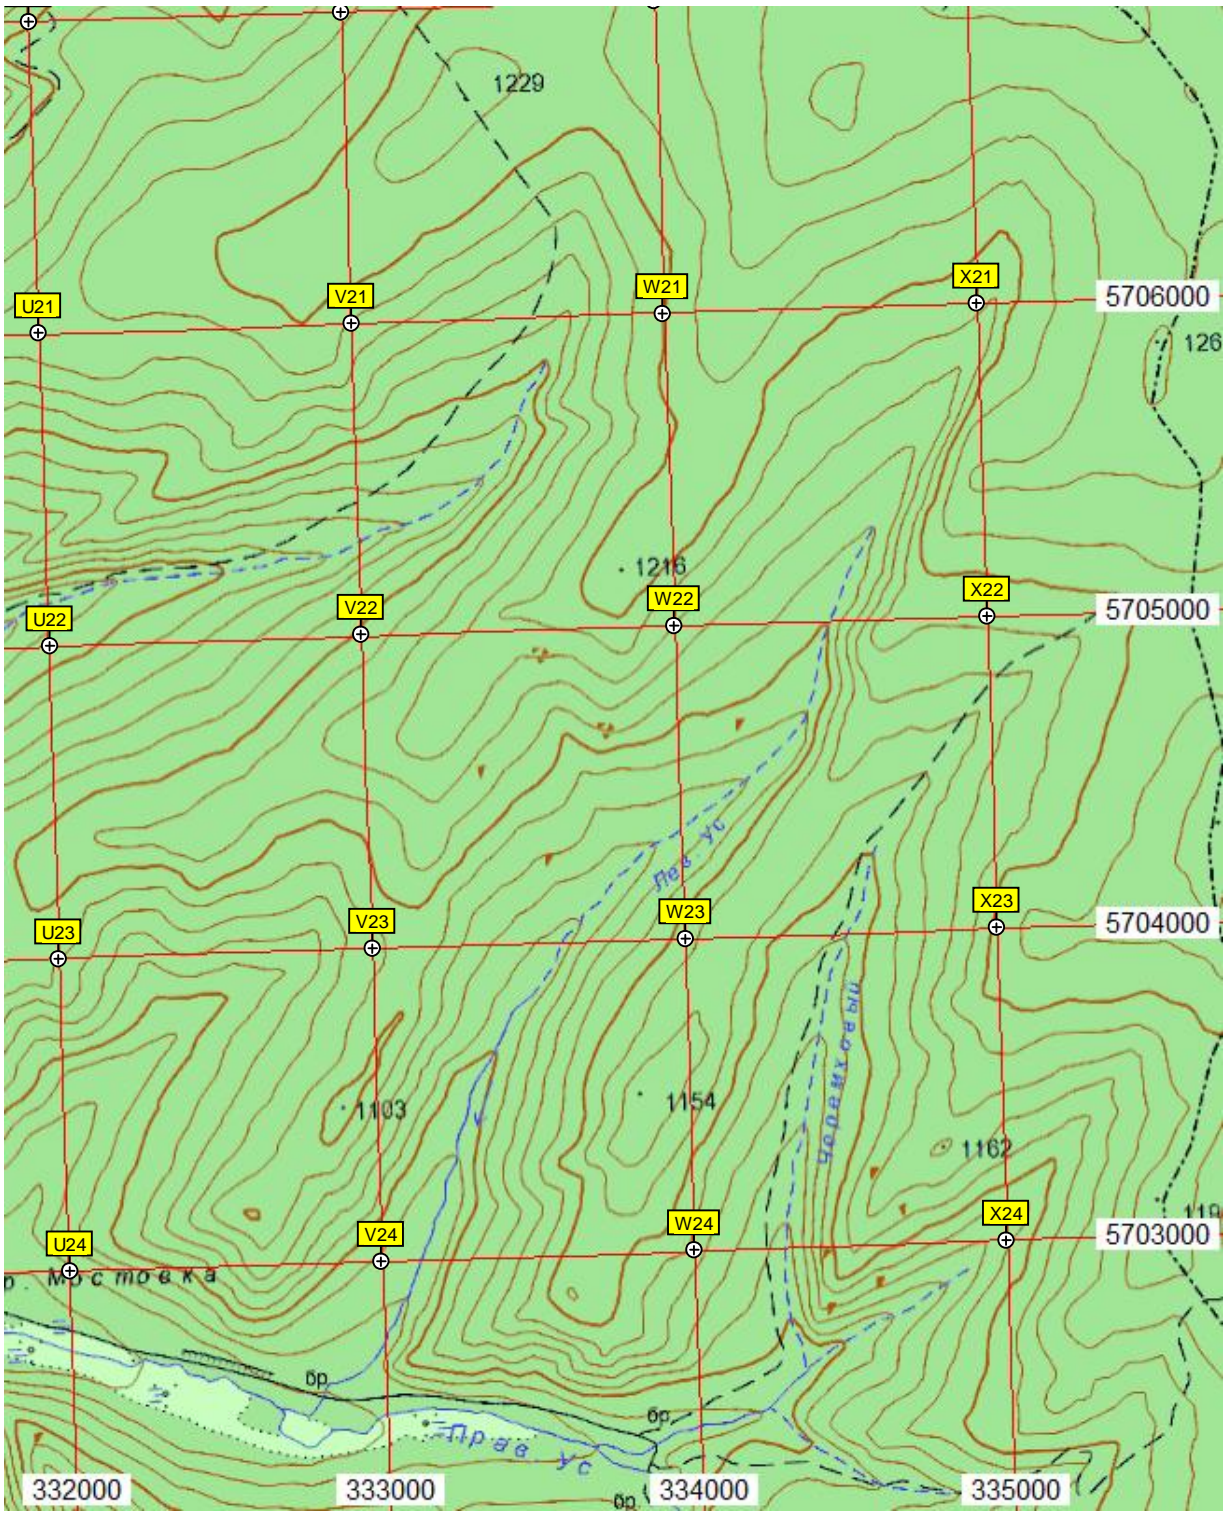 1229
U21
V21
W21
X21
5706000
126
1216
U22
V22
W22
X22
5705000
Лев. Ус
U23
V23
W23
X23
5704000
Черемховый
1103
1154
1162
U24
V24
W24
X24
119
5703000
р. Мостовка
бр.
бр.
Прав Ус
332000
333000
334000
335000
бр.